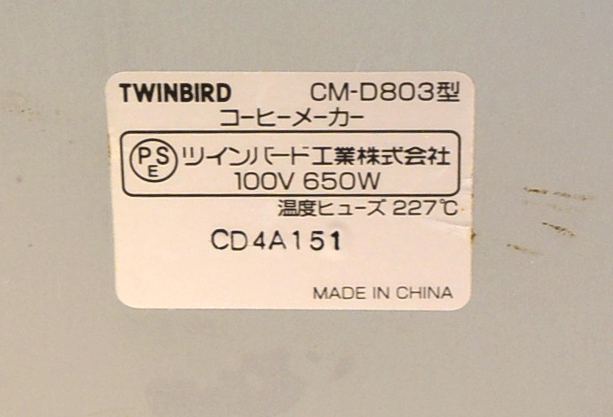 TWINBIRD CM-D803型
コーヒーメーカー
PSE ツインバード工業株式会社
100V 650W
温度ヒューズ 227℃
CD4A151
MADE IN CHINA